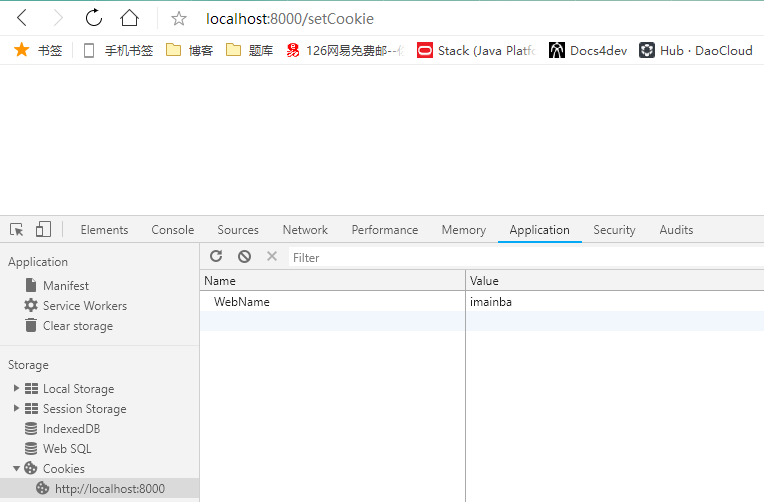 localhost:8000/setCookie
书签 手机书签 博客 题库 126网易免费邮-- Stack (Java Platf Docs4dev Hub · DaoCloud
Elements Console Sources Network Performance Memory Application Security Audits
Application
Manifest
Service Workers
Clear storage
Storage
Local Storage
Session Storage
IndexedDB
Web SQL
Cookies
http://localhost:8000
Filter
Name Value
WebName imainba